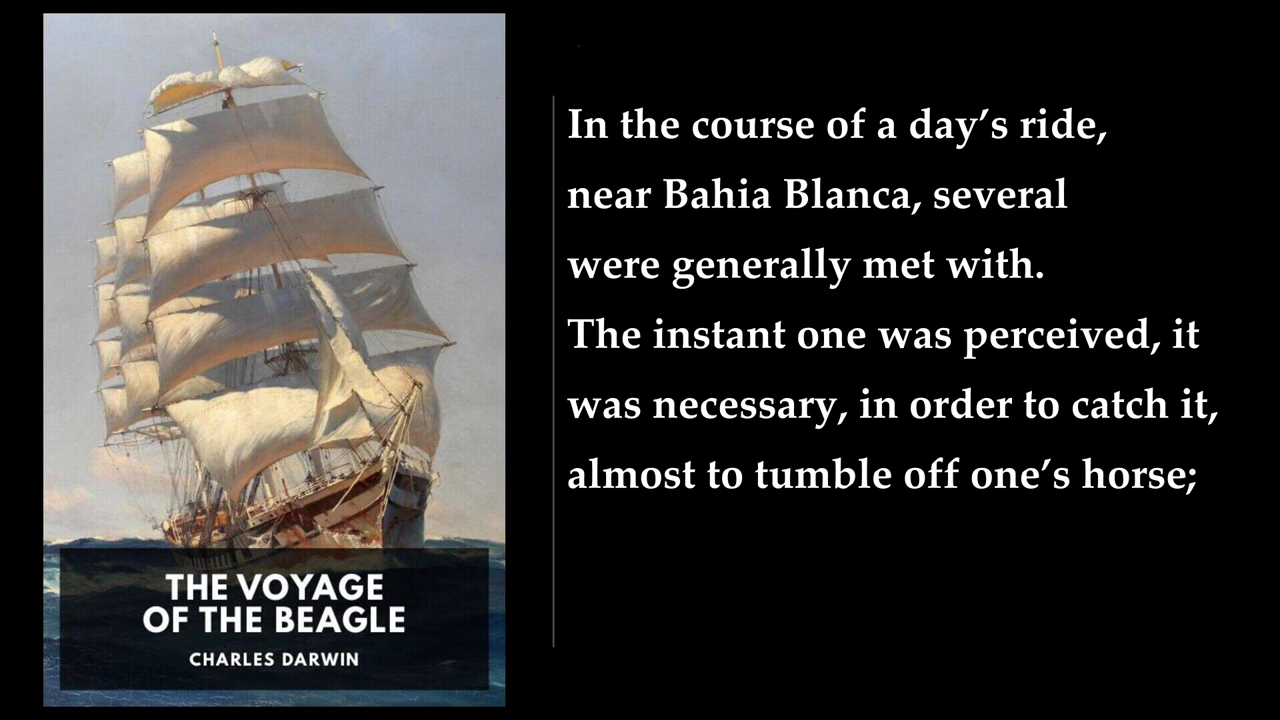 THE VOYAGE
OF THE BEAGLE
CHARLES DARWIN
In the course of a day’s ride,
near Bahia Blanca, several
were generally met with.
The instant one was perceived, it
was necessary, in order to catch it,
almost to tumble off one’s horse;